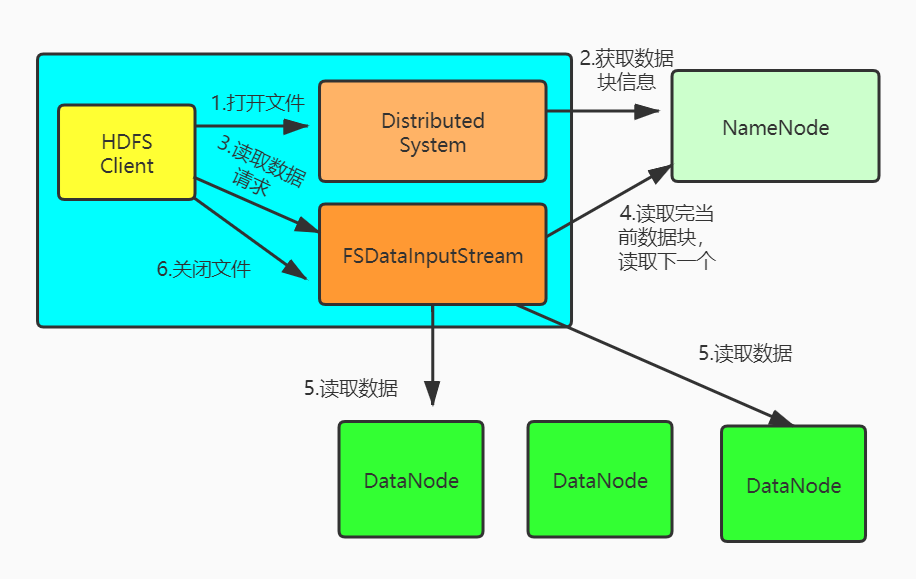 2.获取数据
块信息
1.打开文件
Distributed
System
NameNode
HDFS
Client
3.读取数据
请求
4.读取完当
前数据块，
读取下一个
FSDataInputStream
6.关闭文件
5.读取数据
5.读取数据
DataNode
DataNode
DataNode